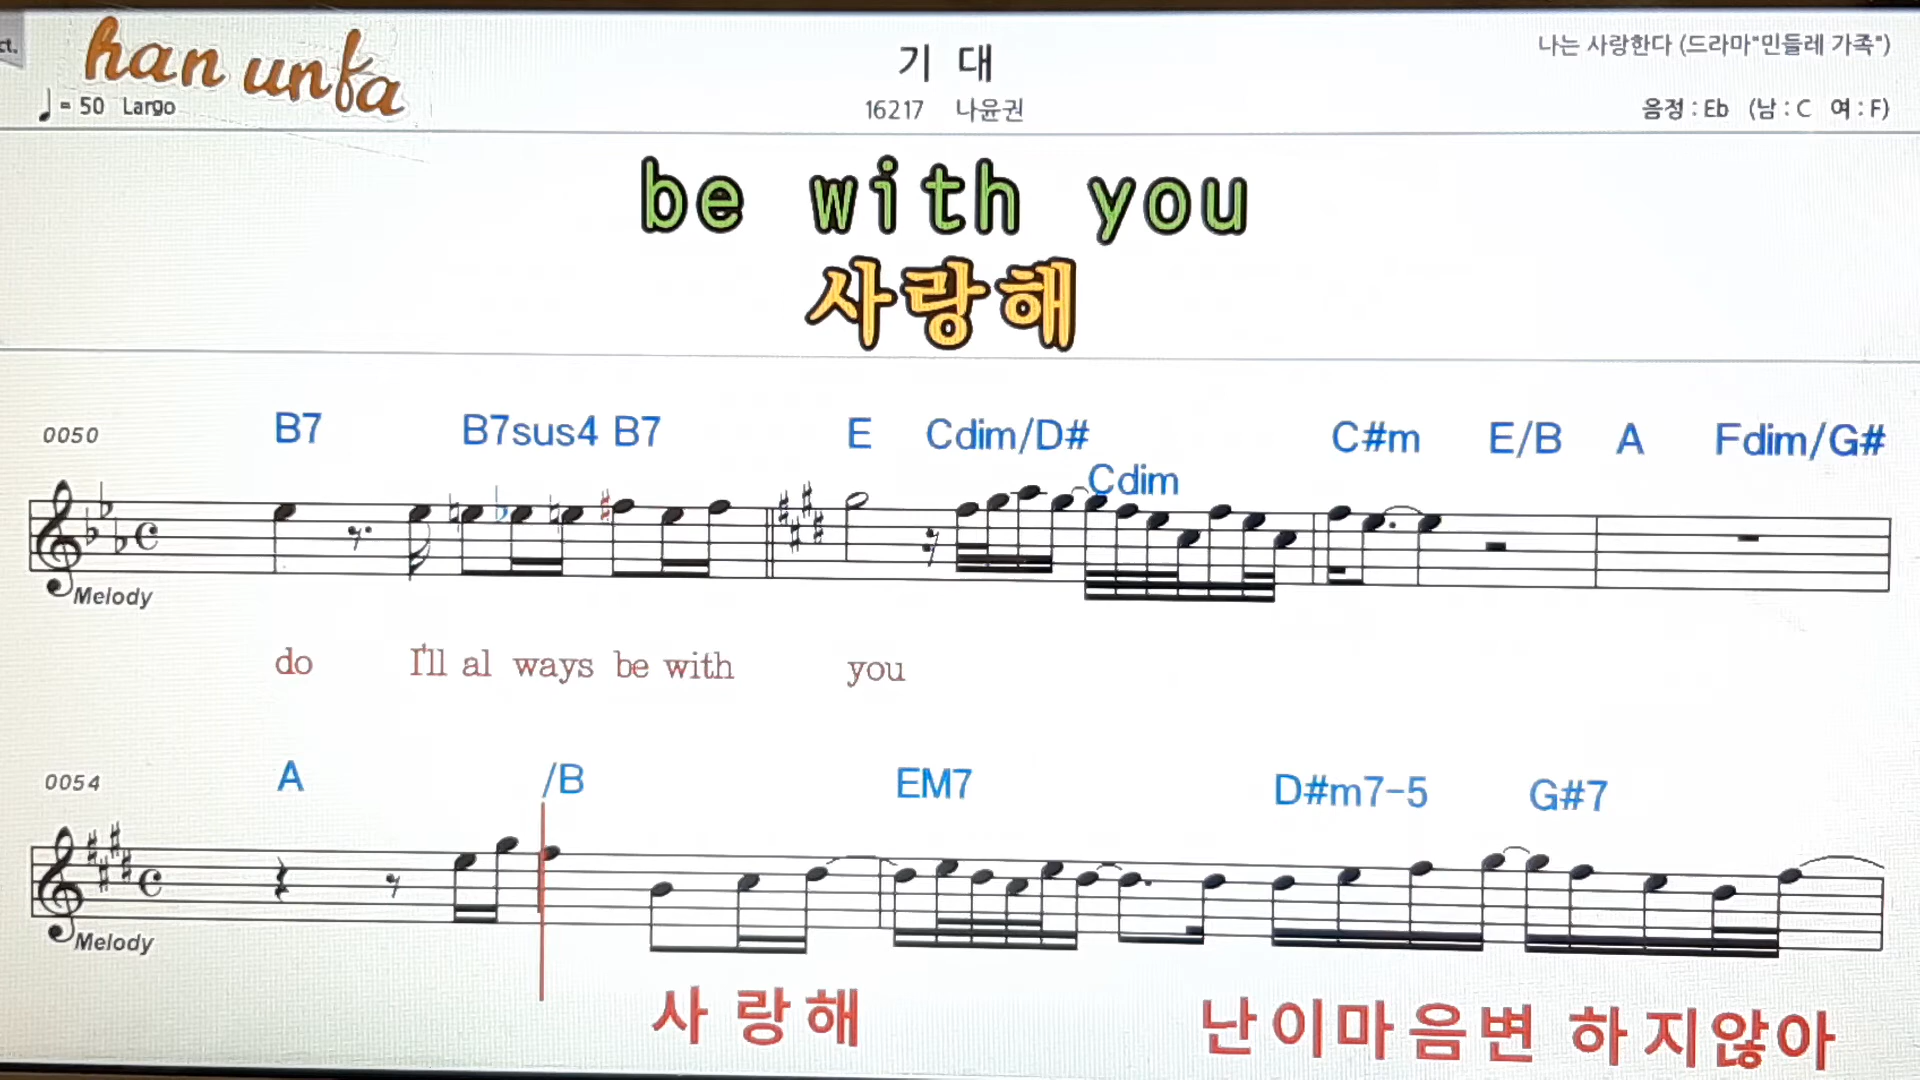 ct.
han unfa
♩ = 50 Largo
기 대
16217 나윤권
나는 사랑한다 (드라마"민들레 가족")
음정 : Eb (남 : C 여 : F)
be with you
사랑해
0050 B7 B7sus4 B7 E Cdim/D# Cdim C#m E/B A Fdim/G#
Melody
do I'll al ways be with you
0054 A /B EM7 D#m7-5 G#7
Melody
사 랑 해 난 이 마 음 변 하 지 않 아